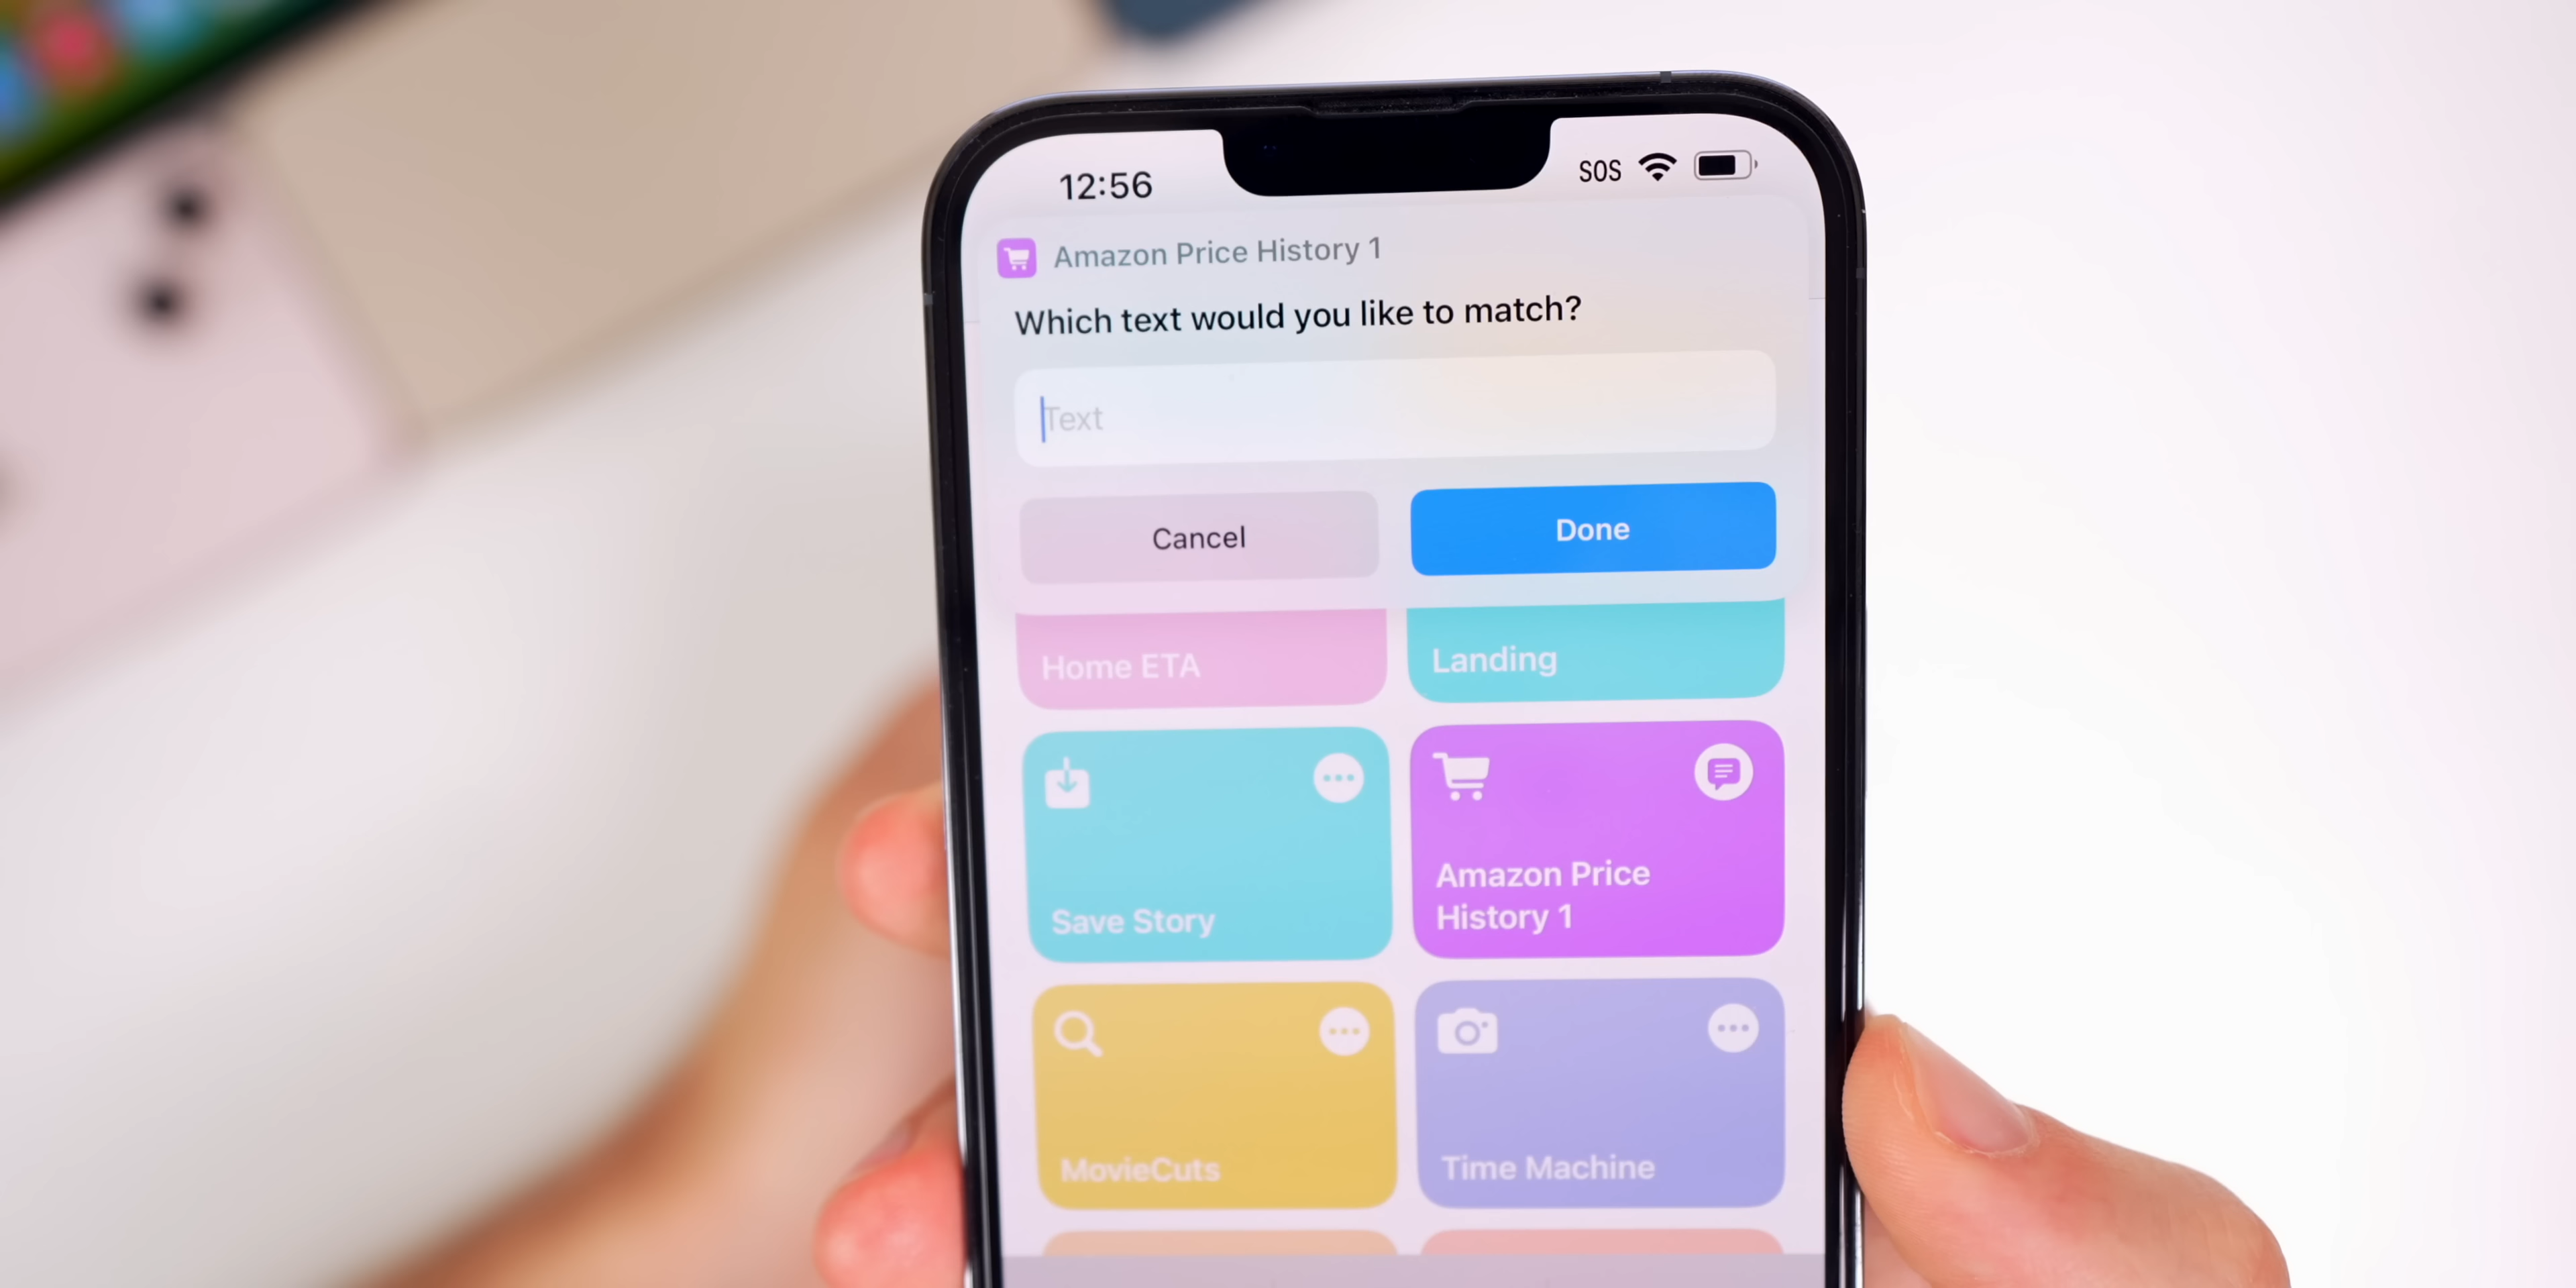 12:56
SOS
Amazon Price History 1
Which text would you like to match?
Text
Cancel
Done
Home ETA
Landing
Save Story
Amazon Price
History 1
MovieCuts
Time Machine